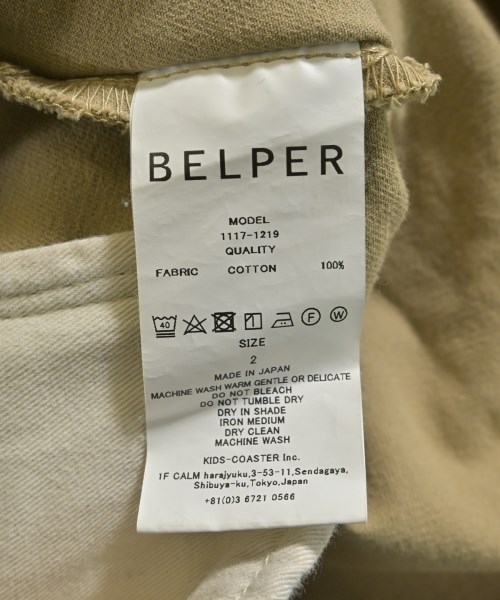 BELPER
MODEL
1117-1219
QUALITY
FABRIC COTTON 100%
40 F W
SIZE
2
MADE IN JAPAN
MACHINE WASH WARM GENTLE OR DELICATE
DO NOT BLEACH
DO NOT TUMBLE DRY
DRY IN SHADE
IRON MEDIUM
DRY CLEAN
MACHINE WASH
KIDS-COASTER Inc.
1F CALM harajyuku,3-53-11,Sendagaya,
Shibuya-ku,Tokyo,Japan
+81(0)3 6721 0566